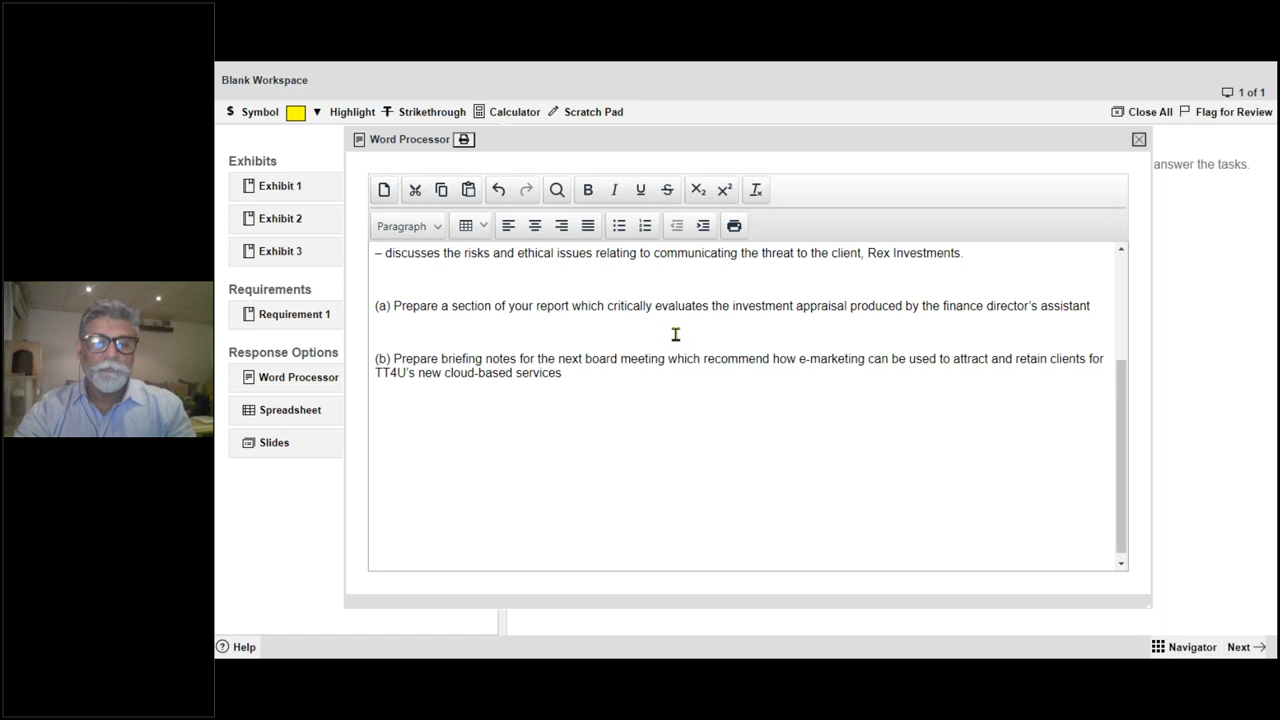 Blank Workspace
1 of 1
$ Symbol Highlight Strikethrough Calculator Scratch Pad
Close All Flag for Review
Exhibits
Exhibit 1
Exhibit 2
Exhibit 3
Requirements
Requirement 1
Response Options
Word Processor
Spreadsheet
Slides
Word Processor
answer the tasks.
B I U S X₂ X² Tx
Paragraph
– discusses the risks and ethical issues relating to communicating the threat to the client, Rex Investments.
(a) Prepare a section of your report which critically evaluates the investment appraisal produced by the finance director’s assistant
(b) Prepare briefing notes for the next board meeting which recommend how e-marketing can be used to attract and retain clients for
TT4U’s new cloud-based services
? Help
Navigator Next